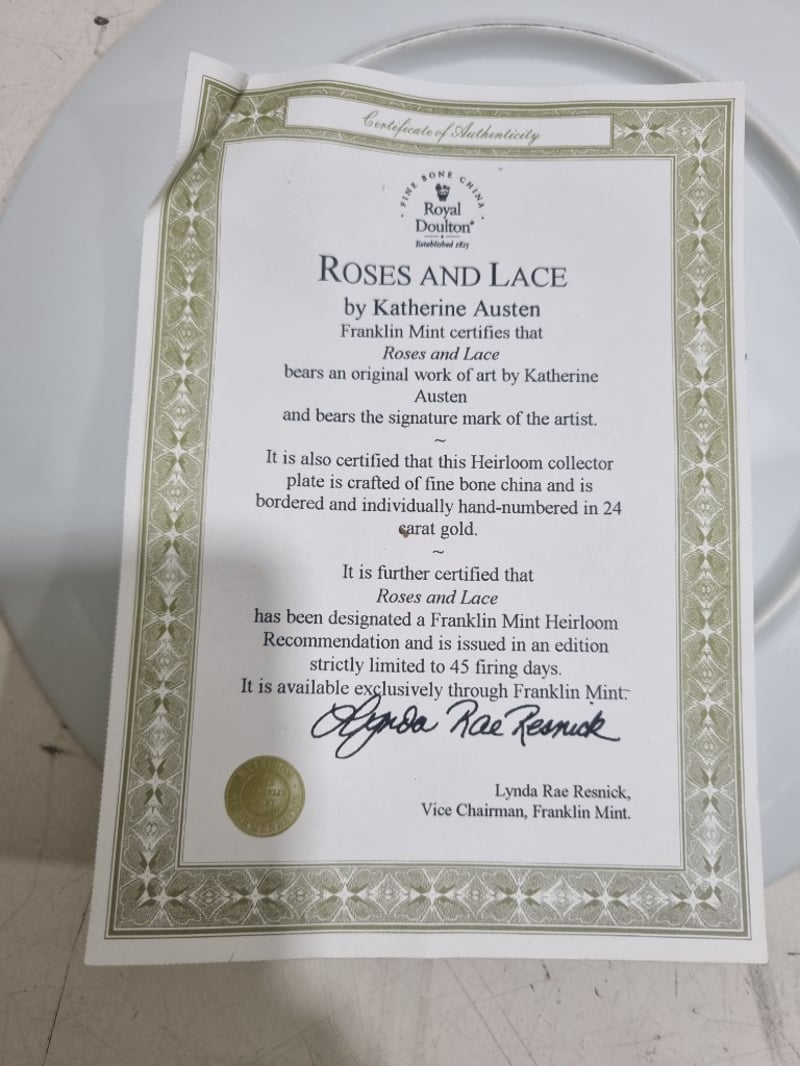 Certificate of Authenticity
FINE BONE CHINA
Royal
Doulton®
Established 1815
ROSES AND LACE
by Katherine Austen
Franklin Mint certifies that
Roses and Lace
bears an original work of art by Katherine
Austen
and bears the signature mark of the artist.
~
It is also certified that this Heirloom collector
plate is crafted of fine bone china and is
bordered and individually hand-numbered in 24
carat gold.
~
It is further certified that
Roses and Lace
has been designated a Franklin Mint Heirloom
Recommendation and is issued in an edition
strictly limited to 45 firing days.
It is available exclusively through Franklin Mint.
Lynda Rae Resnick
Lynda Rae Resnick,
Vice Chairman, Franklin Mint.